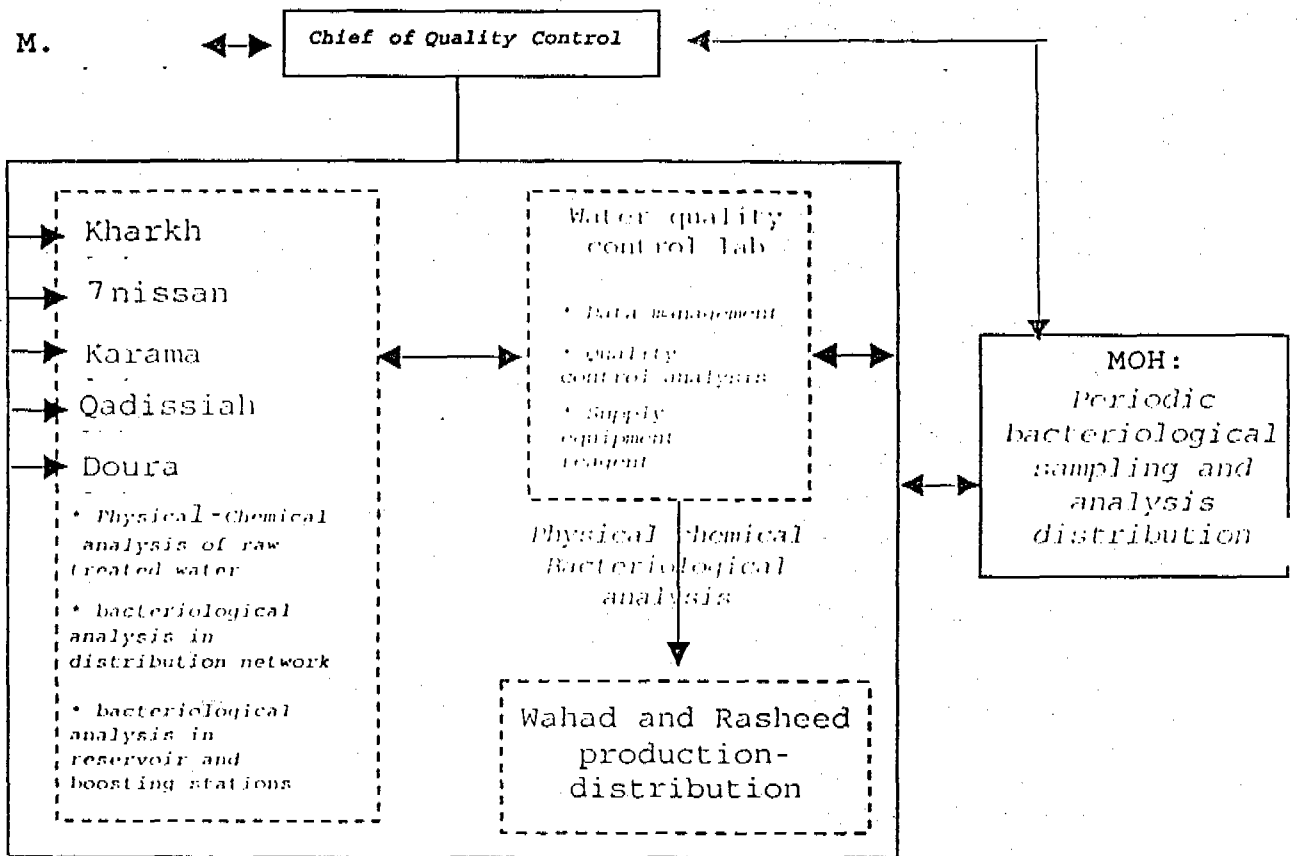 M.
Chief of Quality Control
Kharkh
7nissan
Karama
Qadissiah
Doura
• Physical-Chemical
analysis of raw
treated water
• bacteriological
analysis in
distribution network
• bacteriological
analysis in
reservoir and
boosting stations
Water quality
control lab
• Data management
• Quality
control analysis
• Supply
equipment
reagent
Physical chemical
Bacteriological
analysis
Wahad and Rasheed
production-
distribution
MOH:
Periodic
bacteriological
sampling and
analysis
distribution